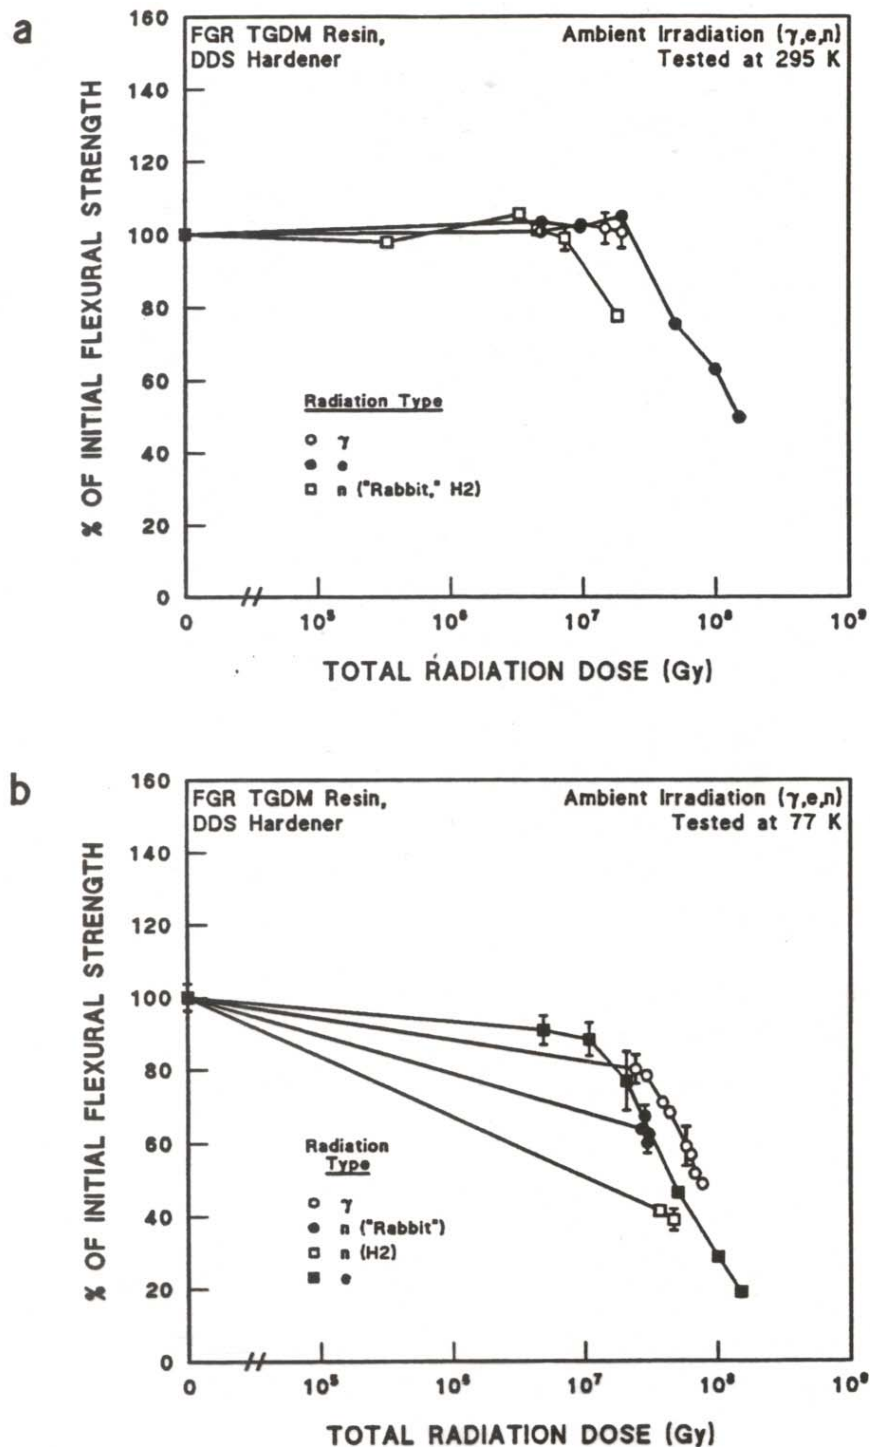 a
FGR TGDM Resin,
DDS Hardener
Ambient Irradiation (γ,e,n)
Tested at 295 K
% OF INITIAL FLEXURAL STRENGTH
160
140
120
100
80
60
40
20
0
Radiation Type
γ
e
n ("Rabbit," H2)
0 10⁵ 10⁶ 10⁷ 10⁸ 10⁹
TOTAL RADIATION DOSE (Gy)
b
FGR TGDM Resin,
DDS Hardener
Ambient Irradiation (γ,e,n)
Tested at 77 K
% OF INITIAL FLEXURAL STRENGTH
160
140
120
100
80
60
40
20
0
Radiation
Type
γ
n ("Rabbit")
n (H2)
e
0 10⁵ 10⁶ 10⁷ 10⁸ 10⁹
TOTAL RADIATION DOSE (Gy)